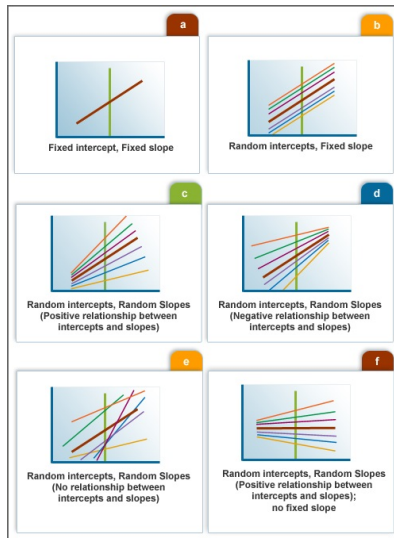 a
b
Fixed intercept, Fixed slope
Random intercepts, Fixed slope
c
d
Random intercepts, Random Slopes
(Positive relationship between
intercepts and slopes)
Random intercepts, Random Slopes
(Negative relationship between
intercepts and slopes)
e
f
Random intercepts, Random Slopes
(No relationship between
intercepts and slopes)
Random intercepts, Random Slopes
(Positive relationship between
intercepts and slopes);
no fixed slope